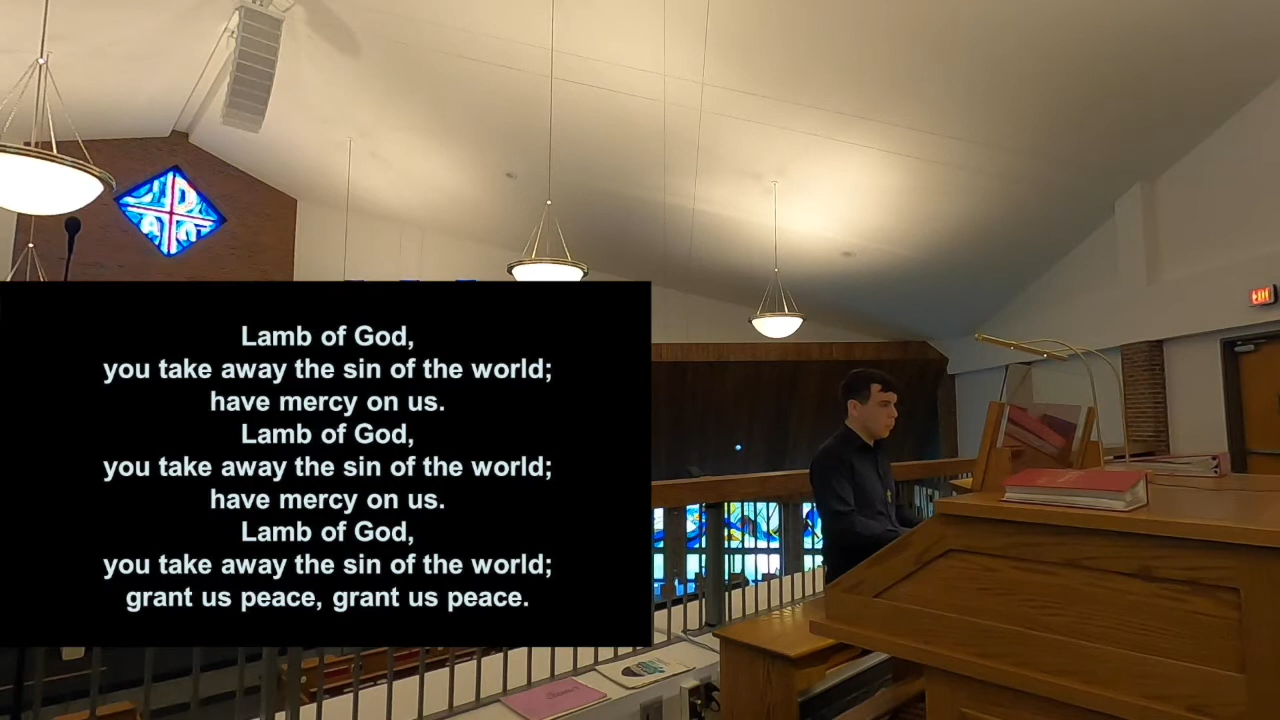 Lamb of God,
you take away the sin of the world;
have mercy on us.
Lamb of God,
you take away the sin of the world;
have mercy on us.
Lamb of God,
you take away the sin of the world;
grant us peace, grant us peace.
EXIT